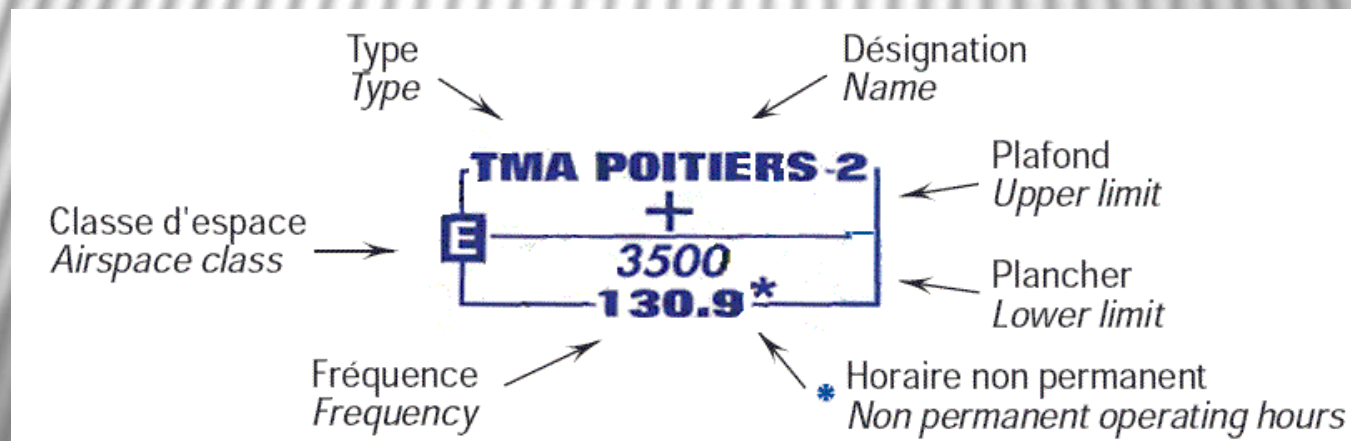 Type
Type
Désignation
Name
TMA POITIERS-2
+
E
3500
130.9*
Plafond
Upper limit
Classe d'espace
Airspace class
Plancher
Lower limit
Fréquence
Frequency
* Horaire non permanent
Non permanent operating hours